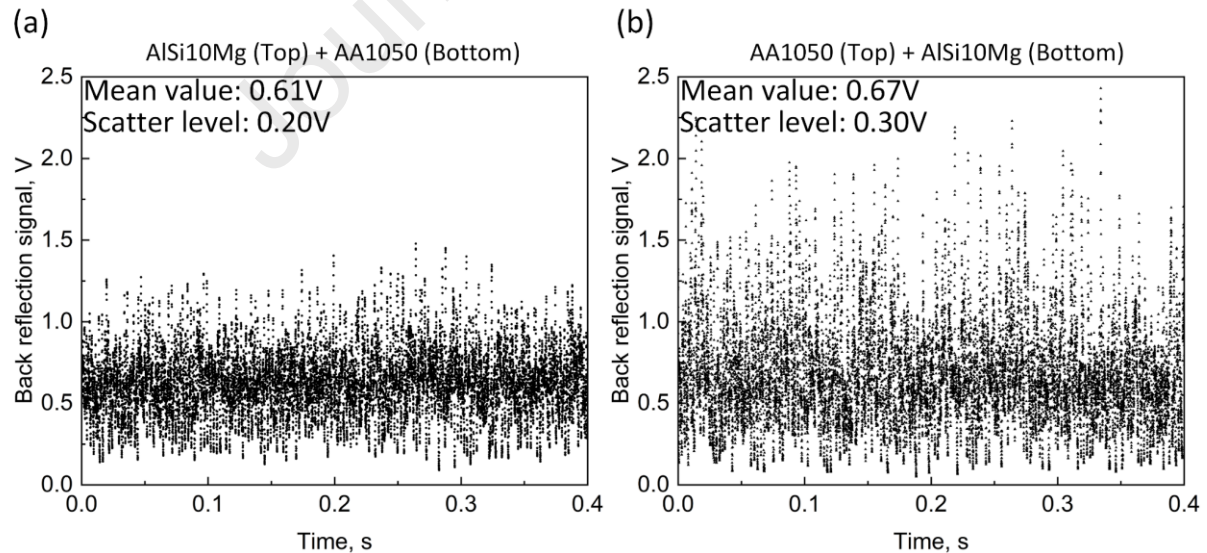 (a)
AlSi10Mg (Top) + AA1050 (Bottom)
Mean value: 0.61V
Scatter level: 0.20V
2.5
2.0
1.5
1.0
0.5
0.0
Back reflection signal, V
0.0
0.1
0.2
0.3
0.4
Time, s
(b)
AA1050 (Top) + AlSi10Mg (Bottom)
Mean value: 0.67V
Scatter level: 0.30V
2.5
2.0
1.5
1.0
0.5
0.0
Back reflection signal, V
0.0
0.1
0.2
0.3
0.4
Time, s